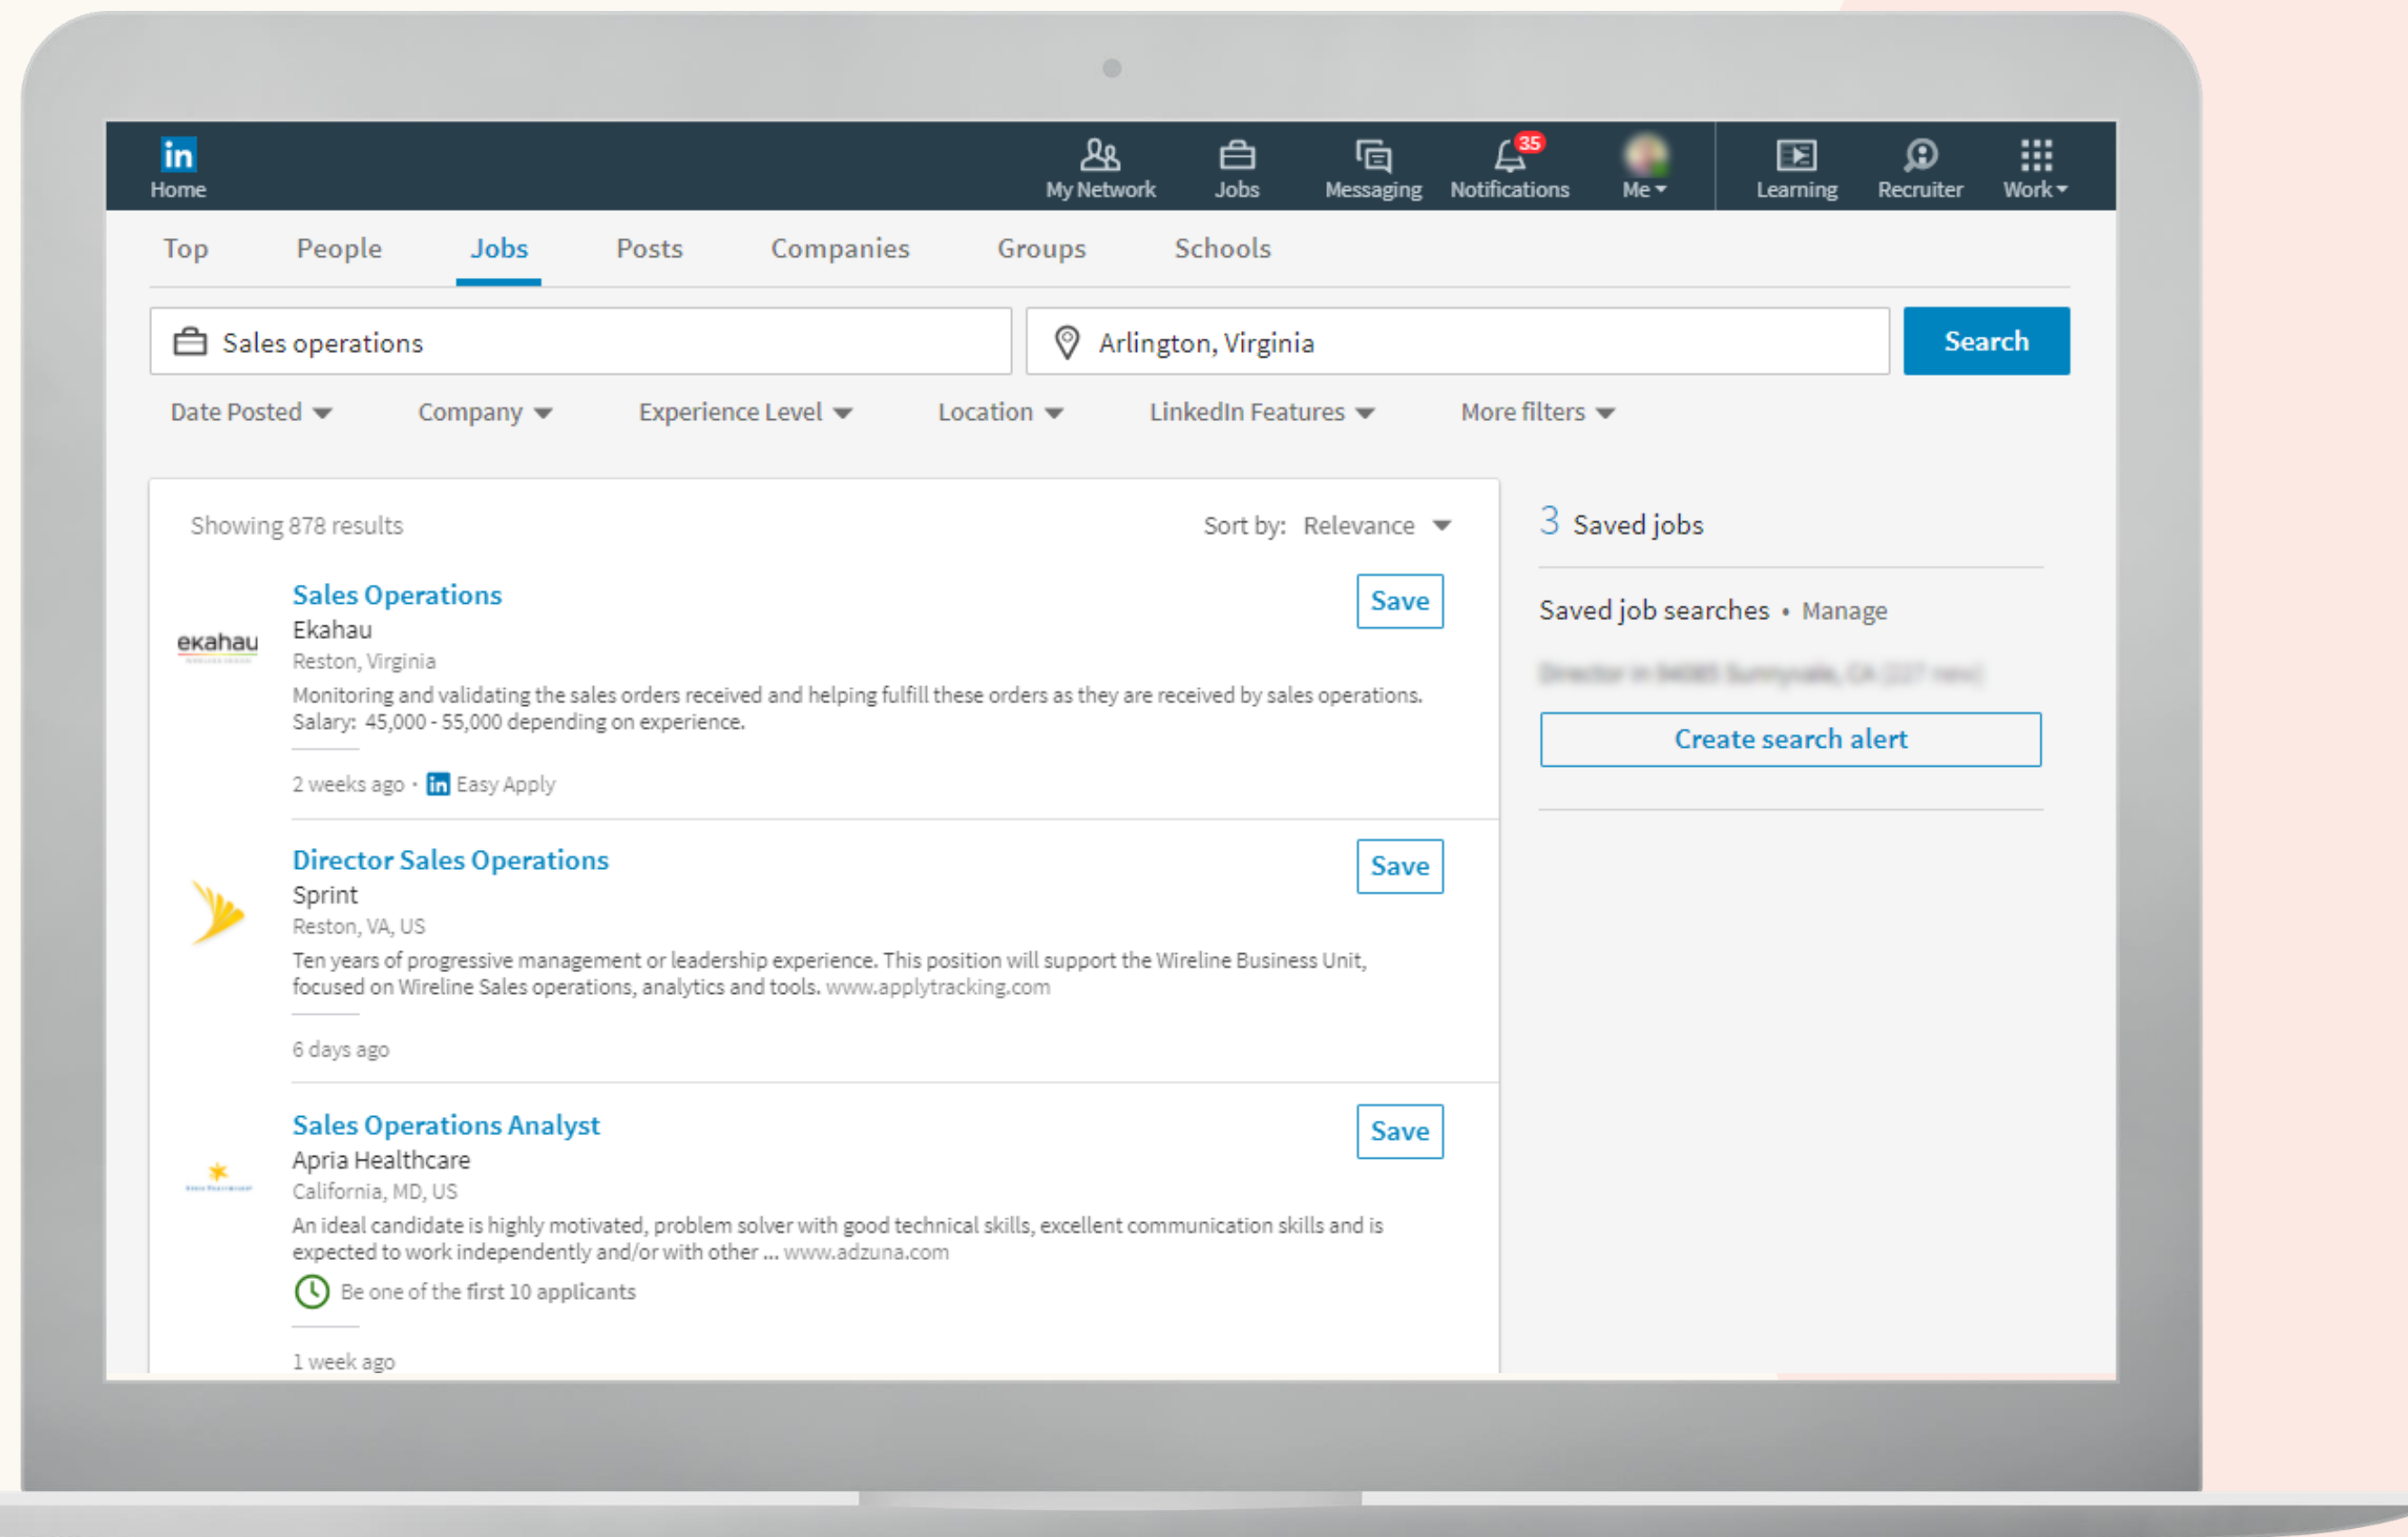 in
Home
My Network
Jobs
Messaging
35
Notifications
Me
Learning
Recruiter
Work
Top
People
Jobs
Posts
Companies
Groups
Schools
Sales operations
Arlington, Virginia
Search
Date Posted
Company
Experience Level
Location
LinkedIn Features
More filters
Showing 878 results
Sort by: Relevance
Sales Operations
Save
ekahau
Ekahau
Reston, Virginia
Monitoring and validating the sales orders received and helping fulfill these orders as they are received by sales operations.
Salary: 45,000 - 55,000 depending on experience.
2 weeks ago • in Easy Apply
Director Sales Operations
Save
Sprint
Reston, VA, US
Ten years of progressive management or leadership experience. This position will support the Wireline Business Unit,
focused on Wireline Sales operations, analytics and tools. www.applytracking.com
6 days ago
Sales Operations Analyst
Save
Apria Healthcare
California, MD, US
An ideal candidate is highly motivated, problem solver with good technical skills, excellent communication skills and is
expected to work independently and/or with other ... www.adzuna.com
Be one of the first 10 applicants
1 week ago
3 Saved jobs
Saved job searches • Manage
Create search alert